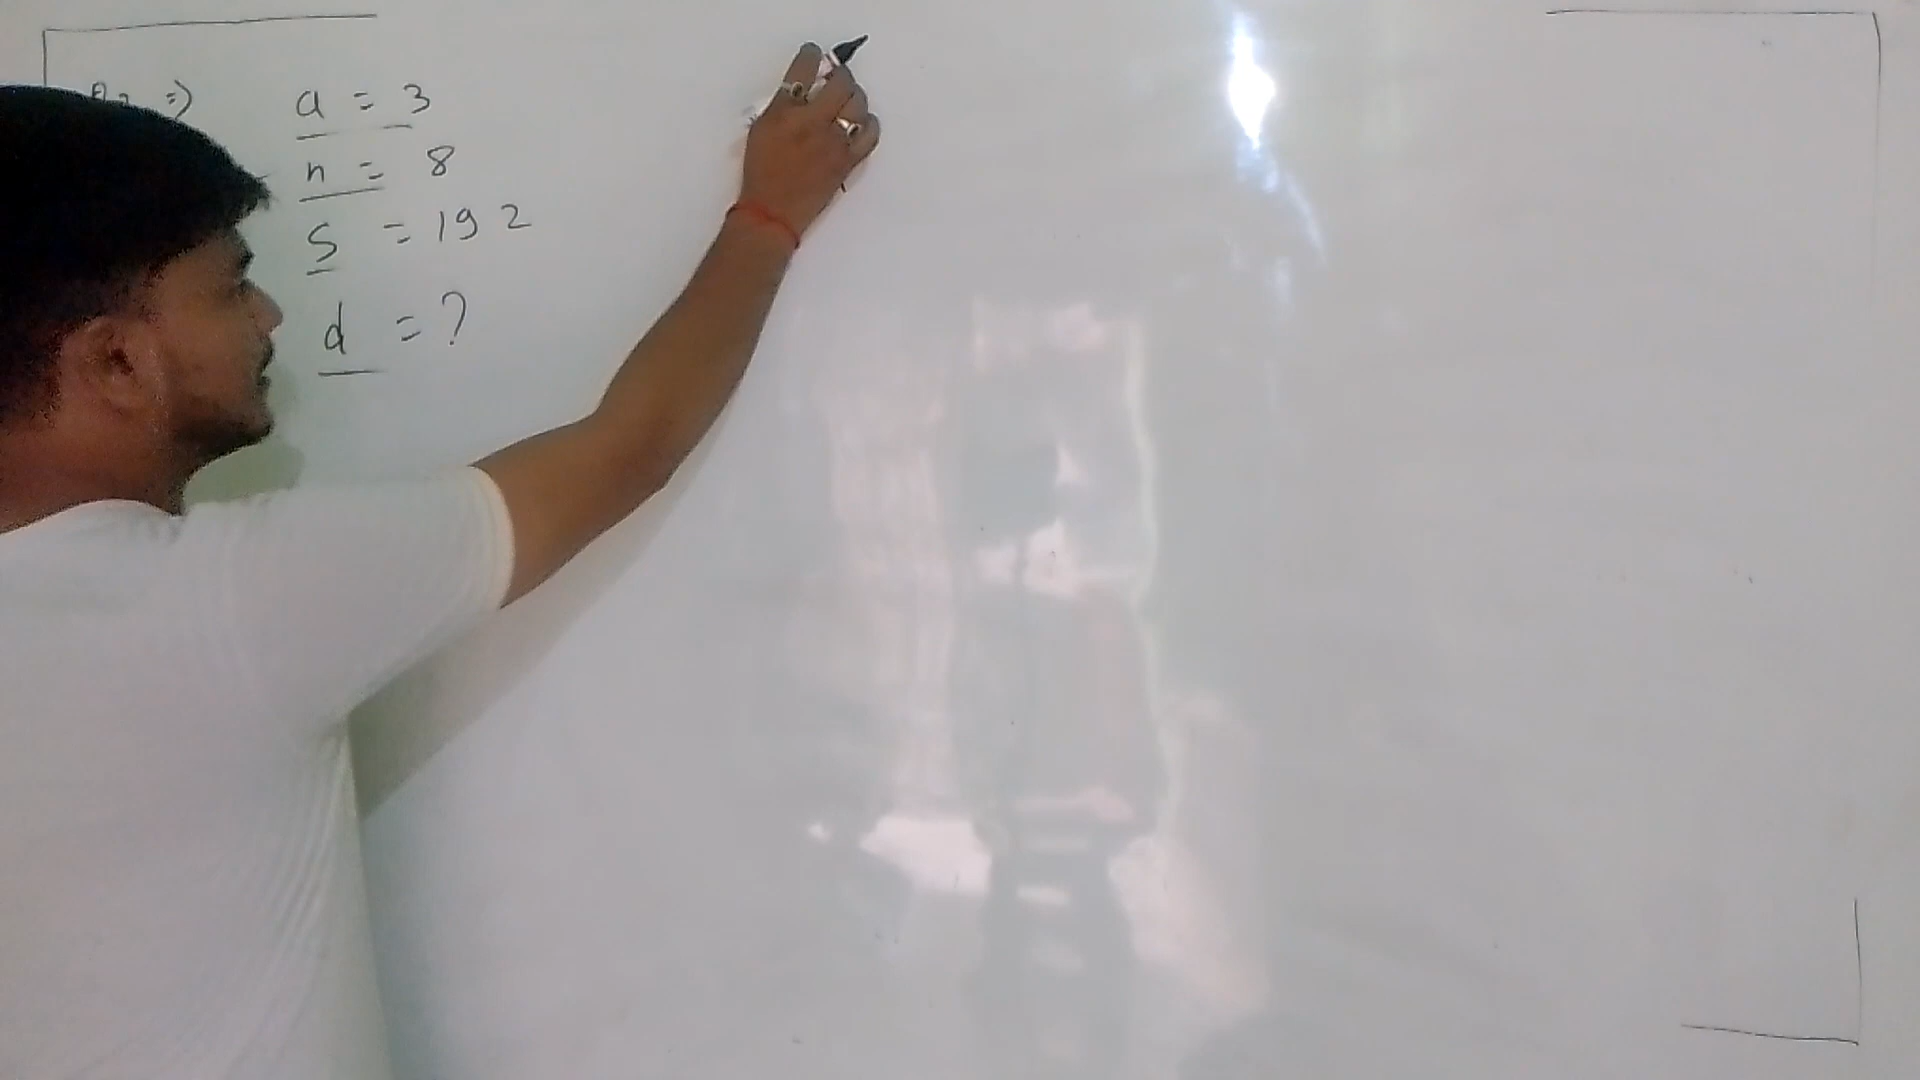 =) a = 3
n = 8
S = 192
d = ?